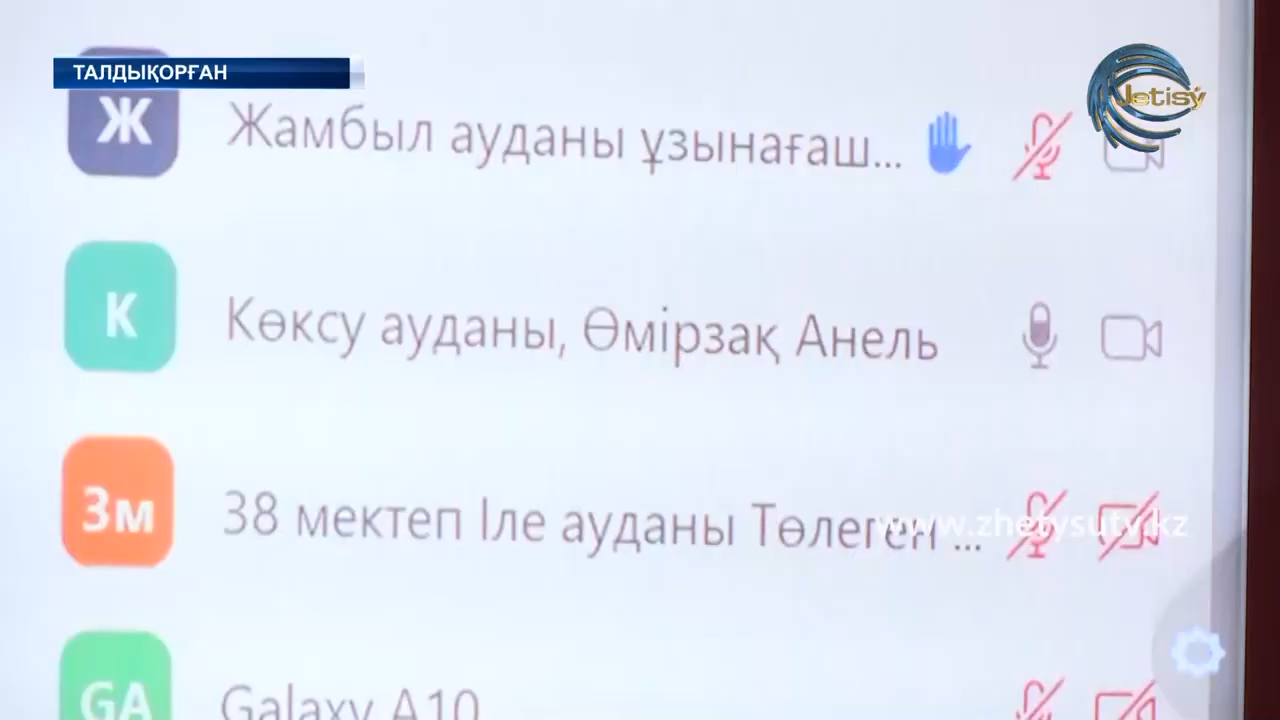 ТАЛДЫҚОРҒАН
Jetisý
Ж
Жамбыл ауданы ұзынағаш...
К
Көксу ауданы, Өмірзақ Анель
3м
38 мектеп Іле ауданы Төлеген ...
www.zhetysutv.kz
GA
Galaxy A10